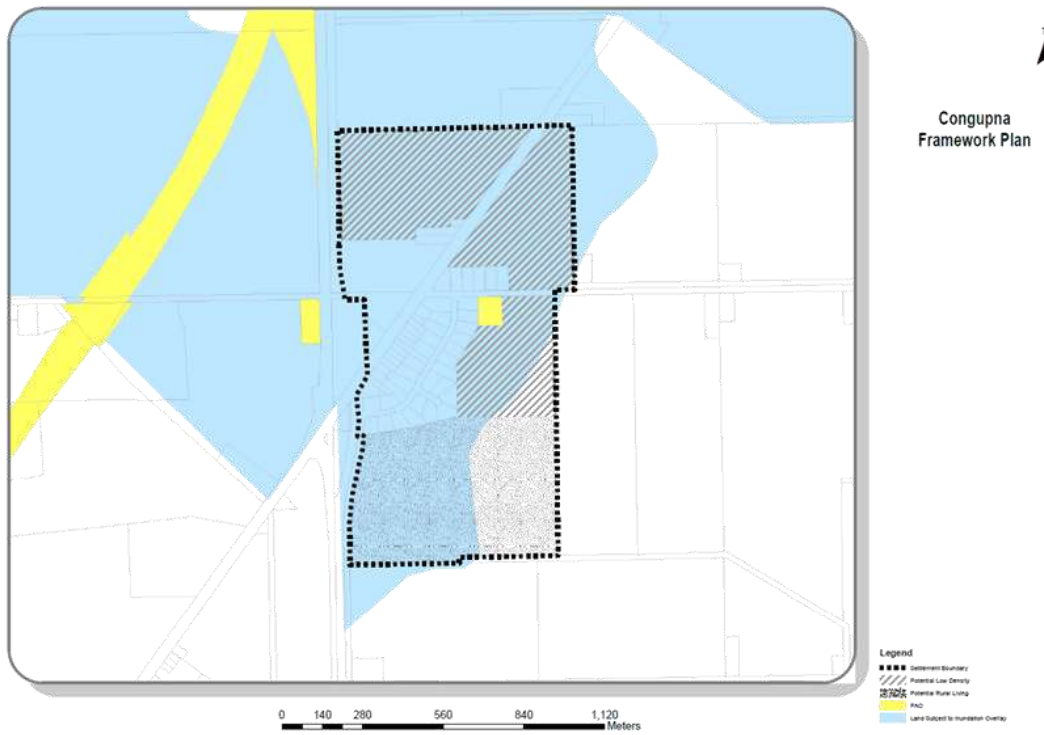 Congupna
Framework Plan
Legend
Settlement Boundary
Potential Low Density
Potential Rural Living
PAO
Land Subject to Inundation Overlay
0 140 280 560 840 1,120
Meters